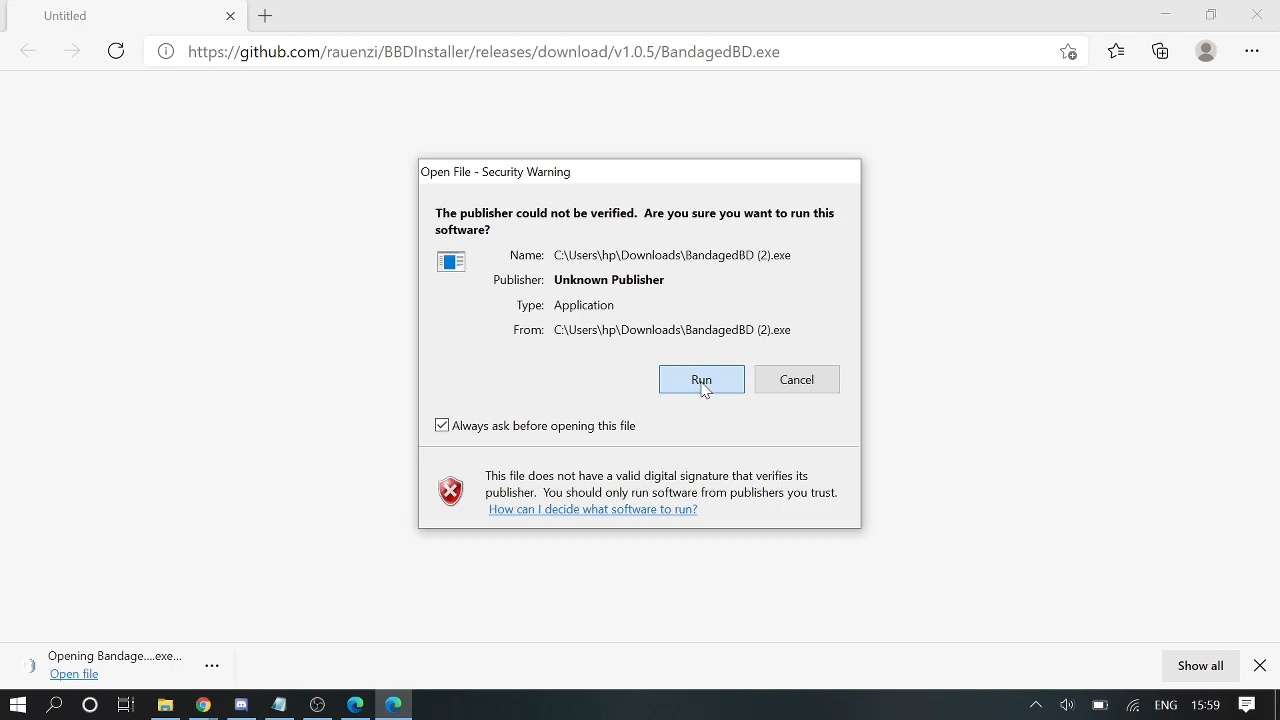 Untitled
https://github.com/rauenzi/BBDInstaller/releases/download/v1.0.5/BandagedBD.exe
Open File - Security Warning
The publisher could not be verified.  Are you sure you want to run this
software?
Name: C:\Users\hp\Downloads\BandagedBD (2).exe
Publisher: Unknown Publisher
Type: Application
From: C:\Users\hp\Downloads\BandagedBD (2).exe
Run Cancel
Always ask before opening this file
This file does not have a valid digital signature that verifies its
publisher.  You should only run software from publishers you trust.
How can I decide what software to run?
Opening Bandage....exe...
Open file
Show all
ENG 15:59